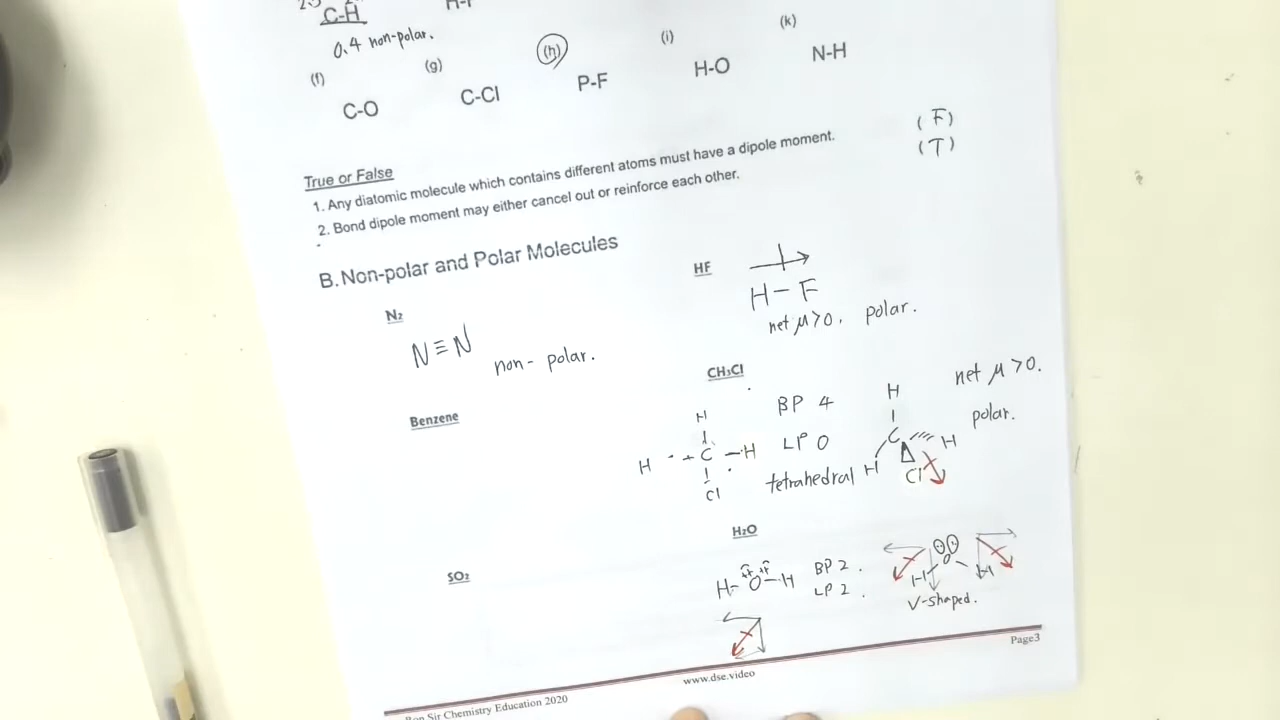 C-H
0.4 non-polar.
(f)
(g)
(h)
(i)
(k)
C-O
C-Cl
P-F
H-O
N-H
True or False
1. Any diatomic molecule which contains different atoms must have a dipole moment. (F)
2. Bond dipole moment may either cancel out or reinforce each other. (T)
B. Non-polar and Polar Molecules
N₂
N≡N
non-polar.
HF
H-F
net μ>0. polar.
CH₃Cl
H
H C H
Cl
BP 4
LP 0
tetrahedral
H
C
H H
Cl
net μ>0.
polar.
Benzene
SO₂
H₂O
H-O-H
BP 2.
LP 2.
O
H H
V-shaped.
Page3
www.dse.video
Bon Sir Chemistry Education 2020